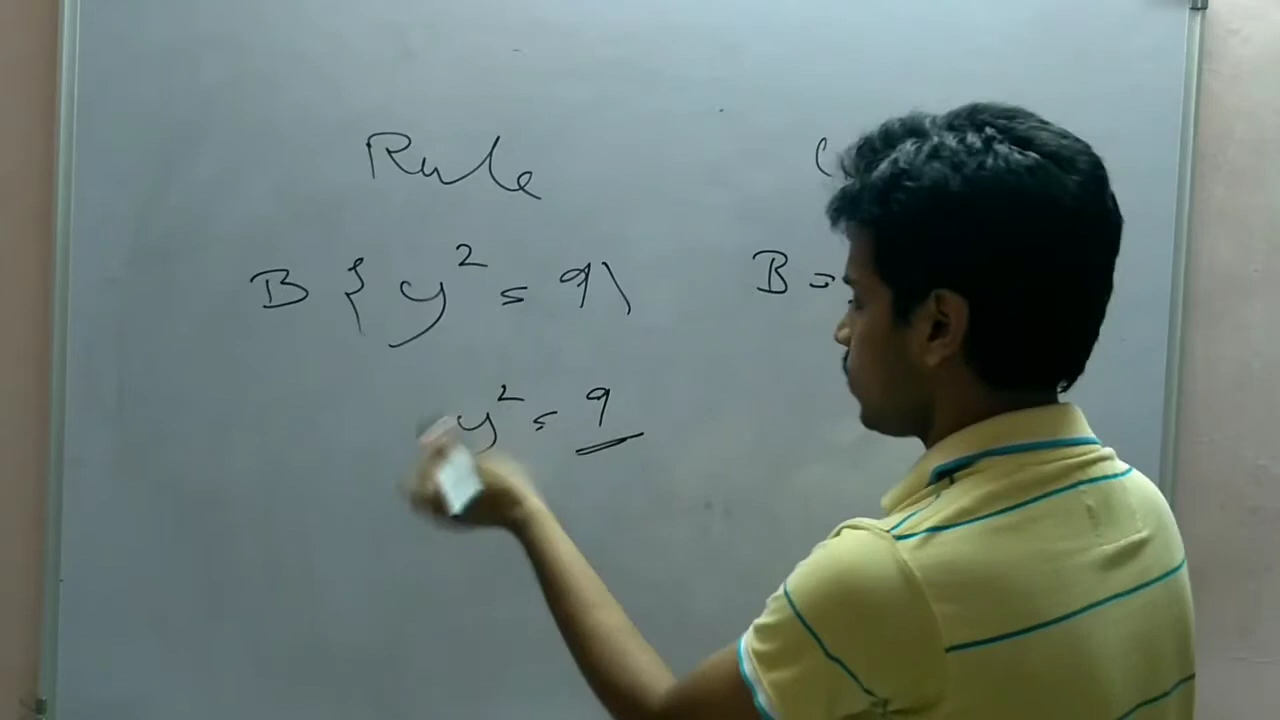 Rule (
B { y² = 9 \
B =
y² = 9